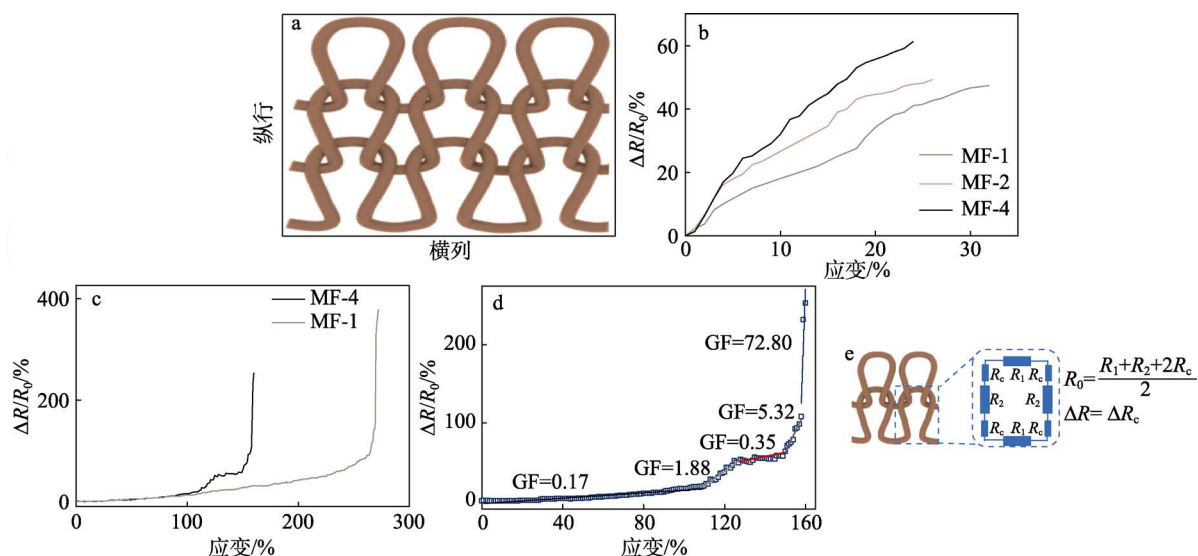 a
纵行
横列
b
ΔR/R₀/%
60
40
20
0
0 10 20 30
应变/%
MF-1
MF-2
MF-4
c
ΔR/R₀/%
400
200
0
0 100 200 300
应变/%
MF-4
MF-1
d
ΔR/R₀/%
200
100
0
0 40 80 120 160
应变/%
GF=72.80
GF=5.32
GF=0.35
GF=1.88
GF=0.17
e
Rc R1 Rc
R2 R2
Rc R1 Rc
R₀=(R₁+R₂+2Rc)/2
ΔR= ΔRc